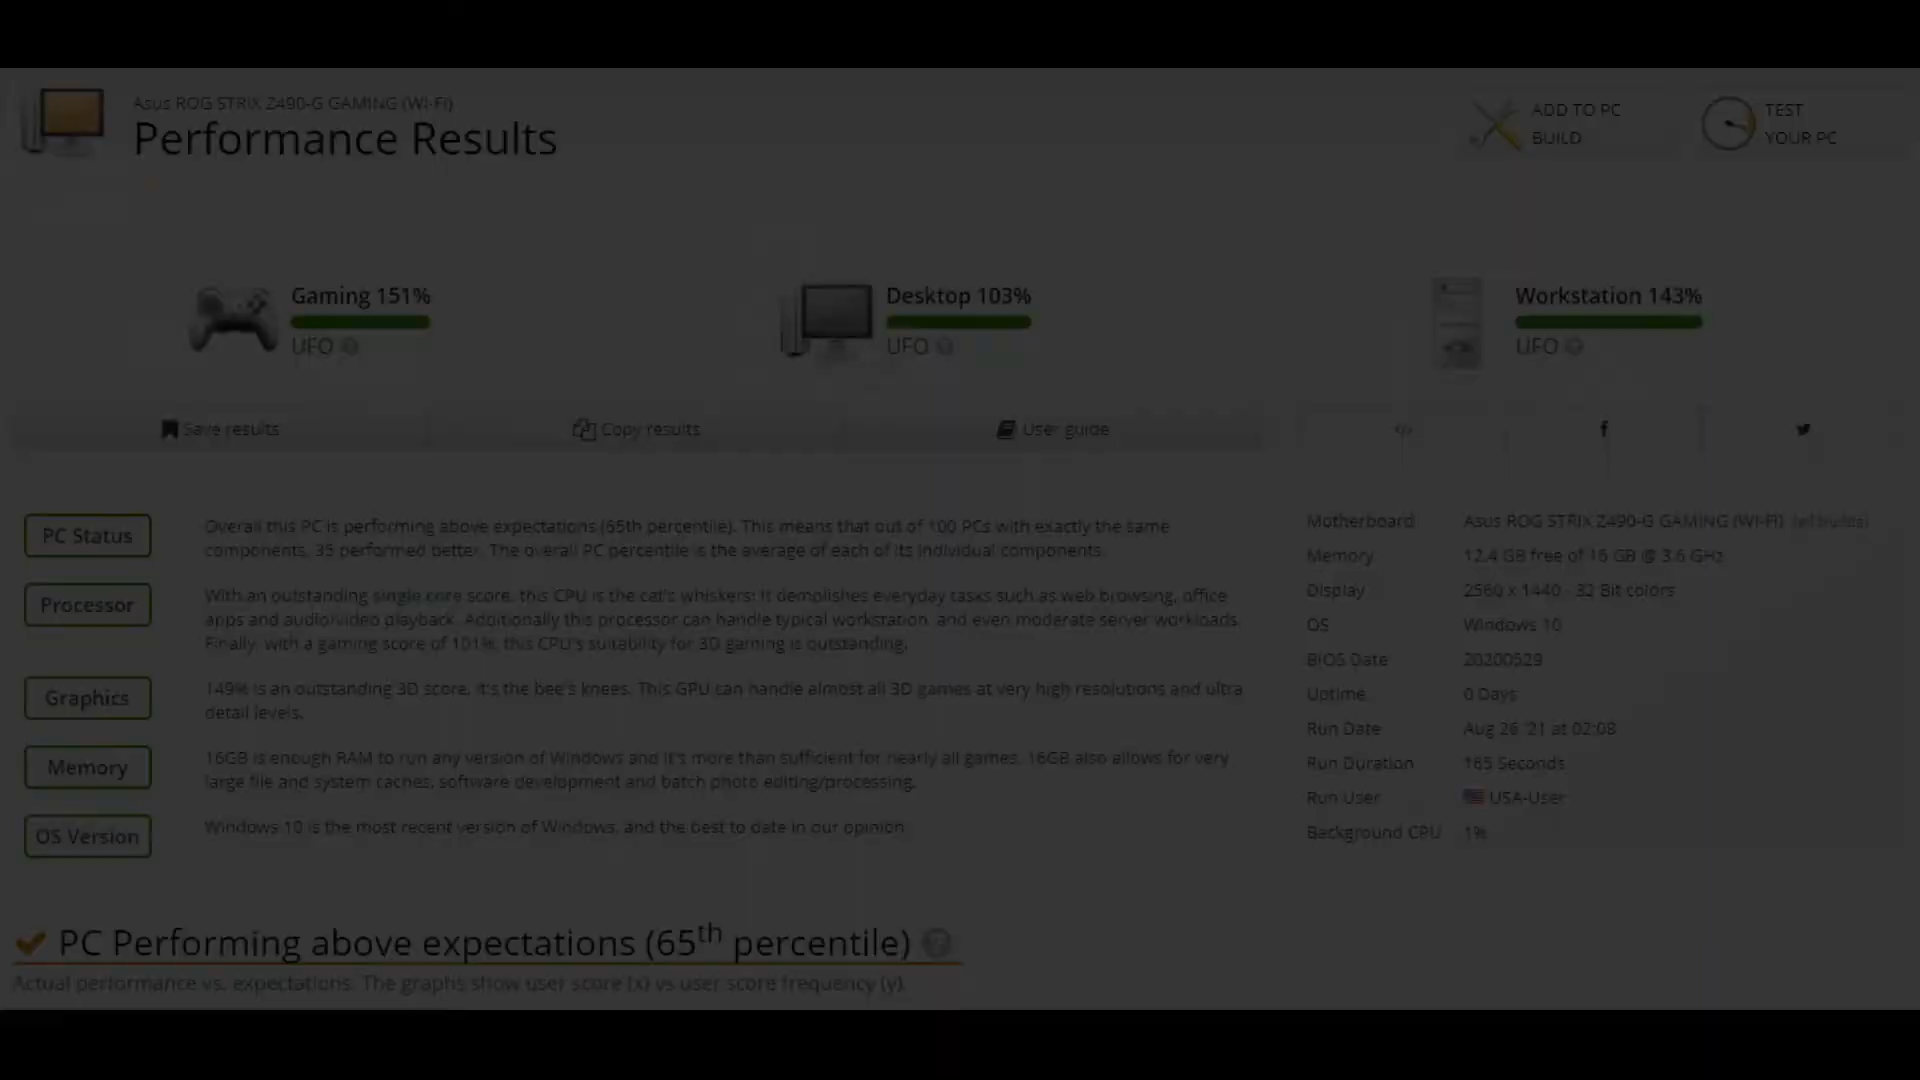 Asus ROG STRIX Z490-G GAMING (WI-FI)
Performance Results
ADD TO PC
BUILD
TEST
YOUR PC
Gaming 151%
UFO
Desktop 103%
UFO
Workstation 143%
UFO
Save results
Copy results
User guide
PC Status
Overall this PC is performing above expectations (65th percentile). This means that out of 100 PCs with exactly the same
components, 35 performed better. The overall PC percentile is the average of each of its individual components.
Processor
With an outstanding single core score, this CPU is the cat's whiskers: It demolishes everyday tasks such as web browsing, office
apps and audio/video playback. Additionally this processor can handle typical workstation, and even moderate server workloads.
Finally, with a gaming score of 101%, this CPU's suitability for 3D gaming is outstanding.
Graphics
149% is an outstanding 3D score, it's the bee's knees. This GPU can handle almost all 3D games at very high resolutions and ultra
detail levels.
Memory
16GB is enough RAM to run any version of Windows and it's more than sufficient for nearly all games. 16GB also allows for very
large file and system caches, software development and batch photo editing/processing.
OS Version
Windows 10 is the most recent version of Windows, and the best to date in our opinion.
Motherboard Asus ROG STRIX Z490-G GAMING (WI-FI)
Memory 12.4 GB free of 16 GB @ 3.6 GHz
Display 2560 x 1440 - 32 Bit colors
OS Windows 10
BIOS Date 20200529
Uptime 0 Days
Run Date Aug 26 '21 at 02:08
Run Duration 165 Seconds
Run User USA-User
Background CPU 1%
PC Performing above expectations (65th percentile)
Actual performance vs. expectations. The graphs show user score (x) vs user score frequency (y).